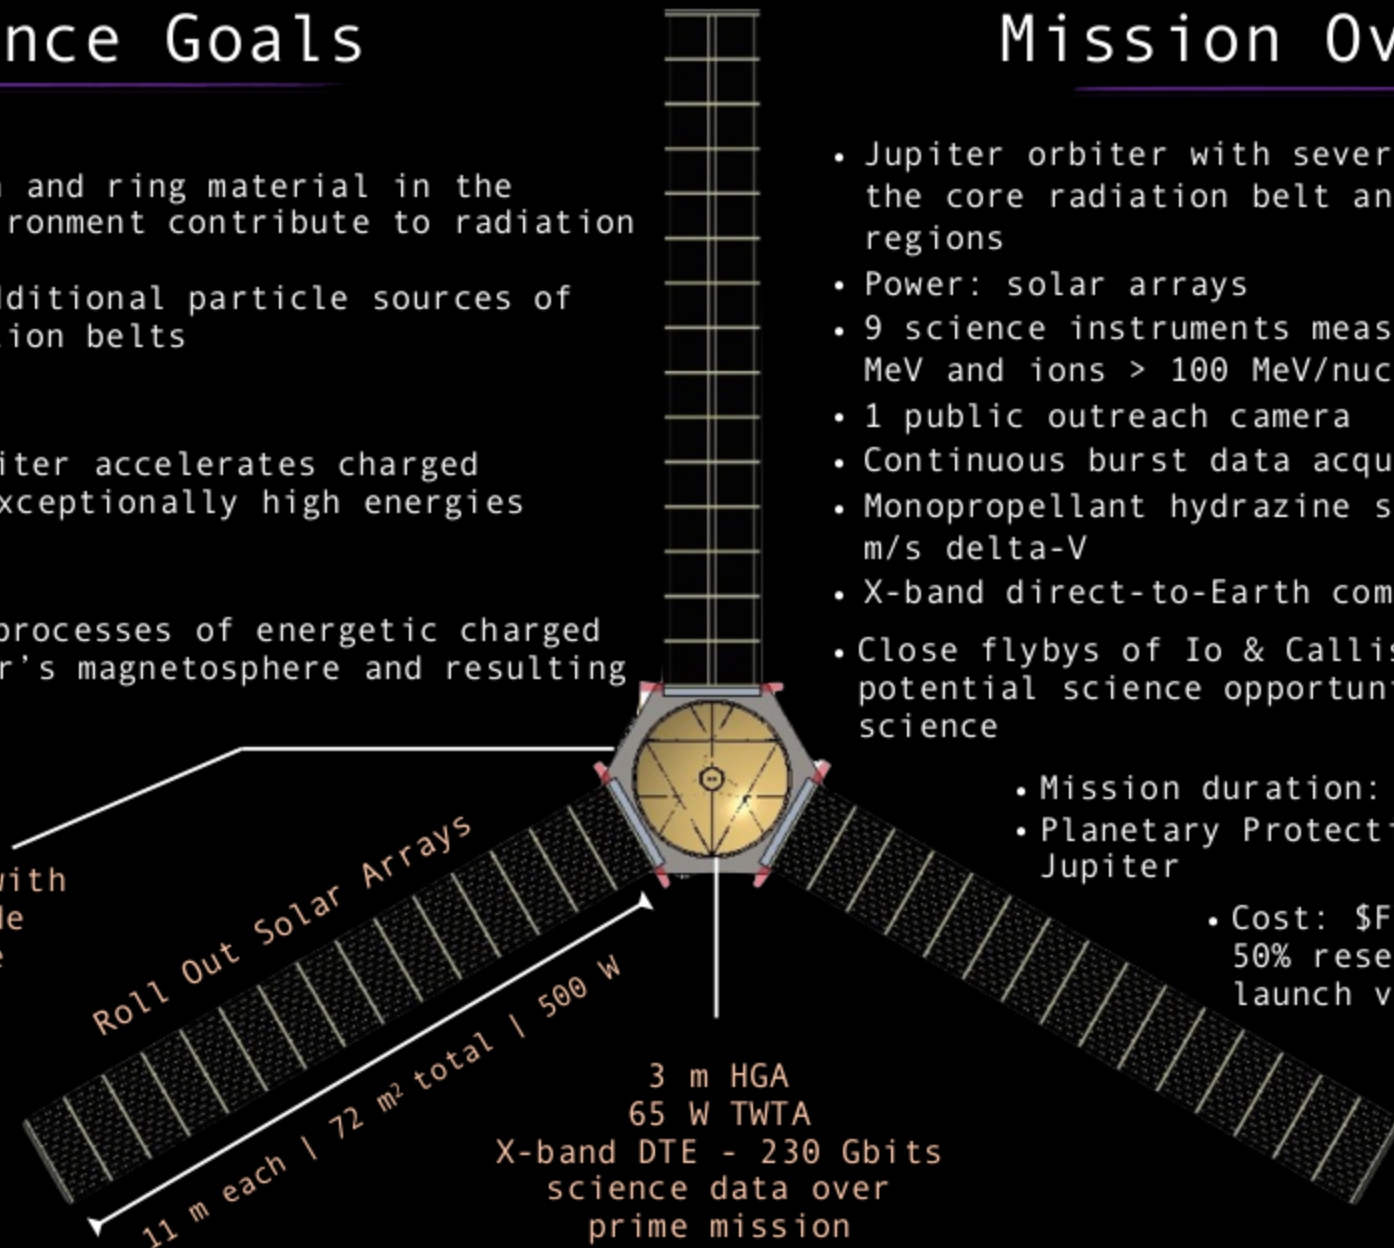 nce Goals
and ring material in the
ronment contribute to radiation
dditional particle sources of
tion belts
iter accelerates charged
exceptionally high energies
processes of energetic charged
r's magnetosphere and resulting
with
Roll Out Solar Arrays
11 m each | 72 m² total | 500 W
3 m HGA
65 W TWTA
X-band DTE - 230 Gbits
science data over
prime mission
Mission Ov
• Jupiter orbiter with sever
the core radiation belt an
regions
• Power: solar arrays
• 9 science instruments meas
MeV and ions > 100 MeV/nuc
• 1 public outreach camera
• Continuous burst data acqu
• Monopropellant hydrazine s
m/s delta-V
• X-band direct-to-Earth com
• Close flybys of Io & Callis
potential science opportuni
science
• Mission duration:
• Planetary Protecti
Jupiter
• Cost: $F
50% rese
launch v